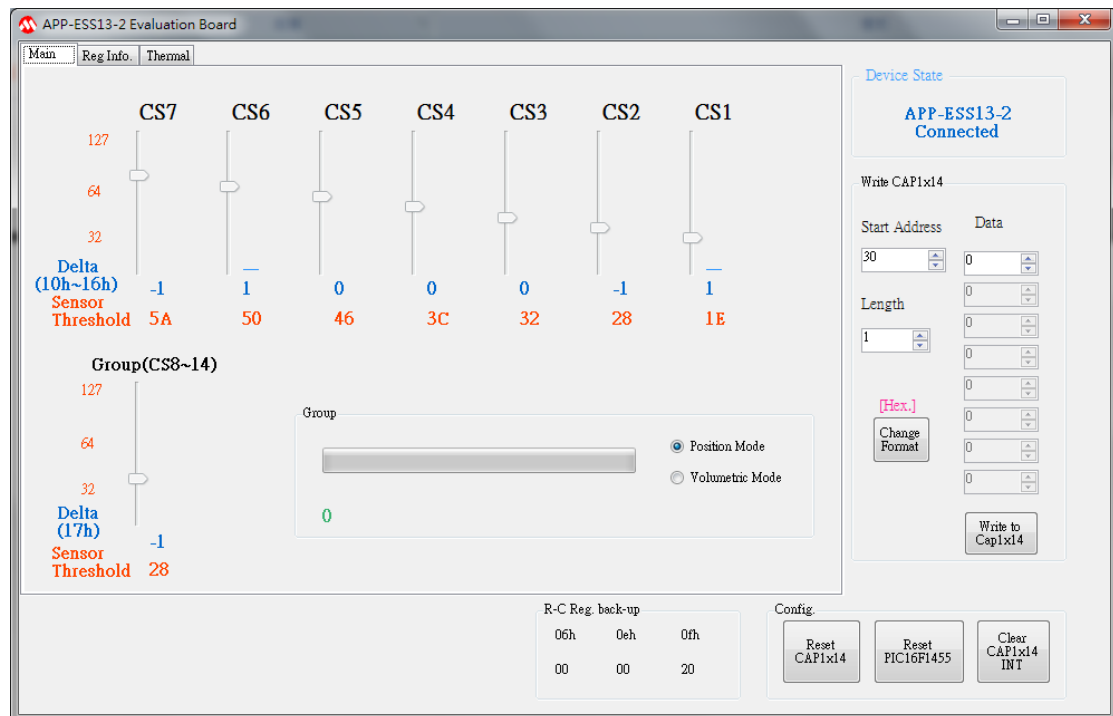 APP-ESS13-2 Evaluation Board
Main Reg Info. Thermal
CS7 CS6 CS5 CS4 CS3 CS2 CS1
127
64
32
Delta
(10h~16h) -1 1 0 0 0 -1 1
Sensor
Threshold 5A 50 46 3C 32 28 1E
Group(CS8~14)
127
64
32
Delta
(17h) -1
Sensor
Threshold 28
Group
Position Mode
Volumetric Mode
0
Device State
APP-ESS13-2
Connected
Write CAP1x14
Start Address Data
30 0
0
Length
0
1
0
0
[Hex.]
0
Change
Format
0
0
Write to
Cap1x14
R-C Reg. back-up
06h 0eh 0fh
00 00 20
Config.
Reset
CAP1x14
Reset
PIC16F1455
Clear
CAP1x14
INT